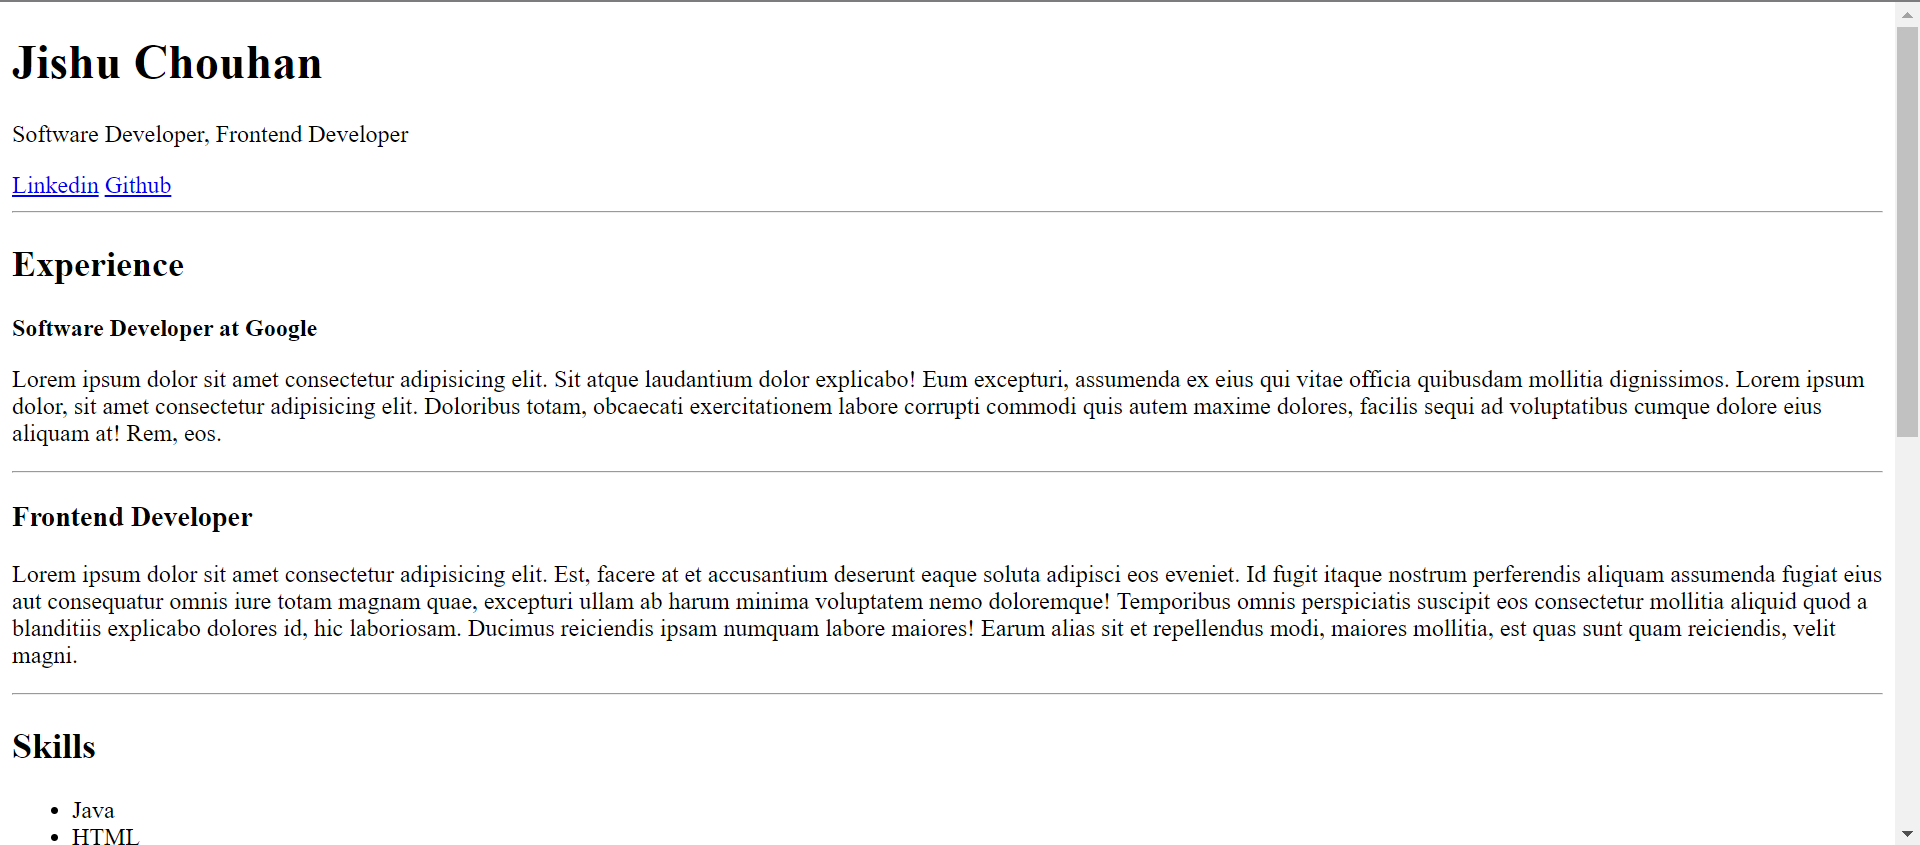 Jishu Chouhan
Software Developer, Frontend Developer
Linkedin Github
Experience
Software Developer at Google
Lorem ipsum dolor sit amet consectetur adipisicing elit. Sit atque laudantium dolor explicabo! Eum excepturi, assumenda ex eius qui vitae officia quibusdam mollitia dignissimos. Lorem ipsum
dolor, sit amet consectetur adipisicing elit. Doloribus totam, obcaecati exercitationem labore corrupti commodi quis autem maxime dolores, facilis sequi ad voluptatibus cumque dolore eius
aliquam at! Rem, eos.
Frontend Developer
Lorem ipsum dolor sit amet consectetur adipisicing elit. Est, facere at et accusantium deserunt eaque soluta adipisci eos eveniet. Id fugit itaque nostrum perferendis aliquam assumenda fugiat eius
aut consequatur omnis iure totam magnam quae, excepturi ullam ab harum minima voluptatem nemo doloremque! Temporibus omnis perspiciatis suscipit eos consectetur mollitia aliquid quod a
blanditiis explicabo dolores id, hic laboriosam. Ducimus reiciendis ipsam numquam labore maiores! Earum alias sit et repellendus modi, maiores mollitia, est quas sunt quam reiciendis, velit
magni.
Skills
• Java
• HTML